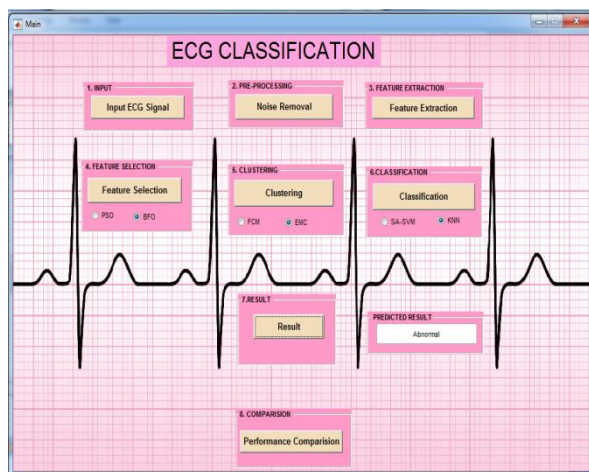 Main
ECG CLASSIFICATION
1. INPUT
Input ECG Signal
2. PRE-PROCESSING
Noise Removal
3. FEATURE EXTRACTION
Feature Extraction
4. FEATURE SELECTION
Feature Selection
PSO
BFO
5. CLUSTERING
Clustering
FCM
EMC
6.CLASSIFICATION
Classification
SA-SVM
KNN
7.RESULT
Result
PREDICTED RESULT
Abnormal
8. COMPARISION
Performance Comparision